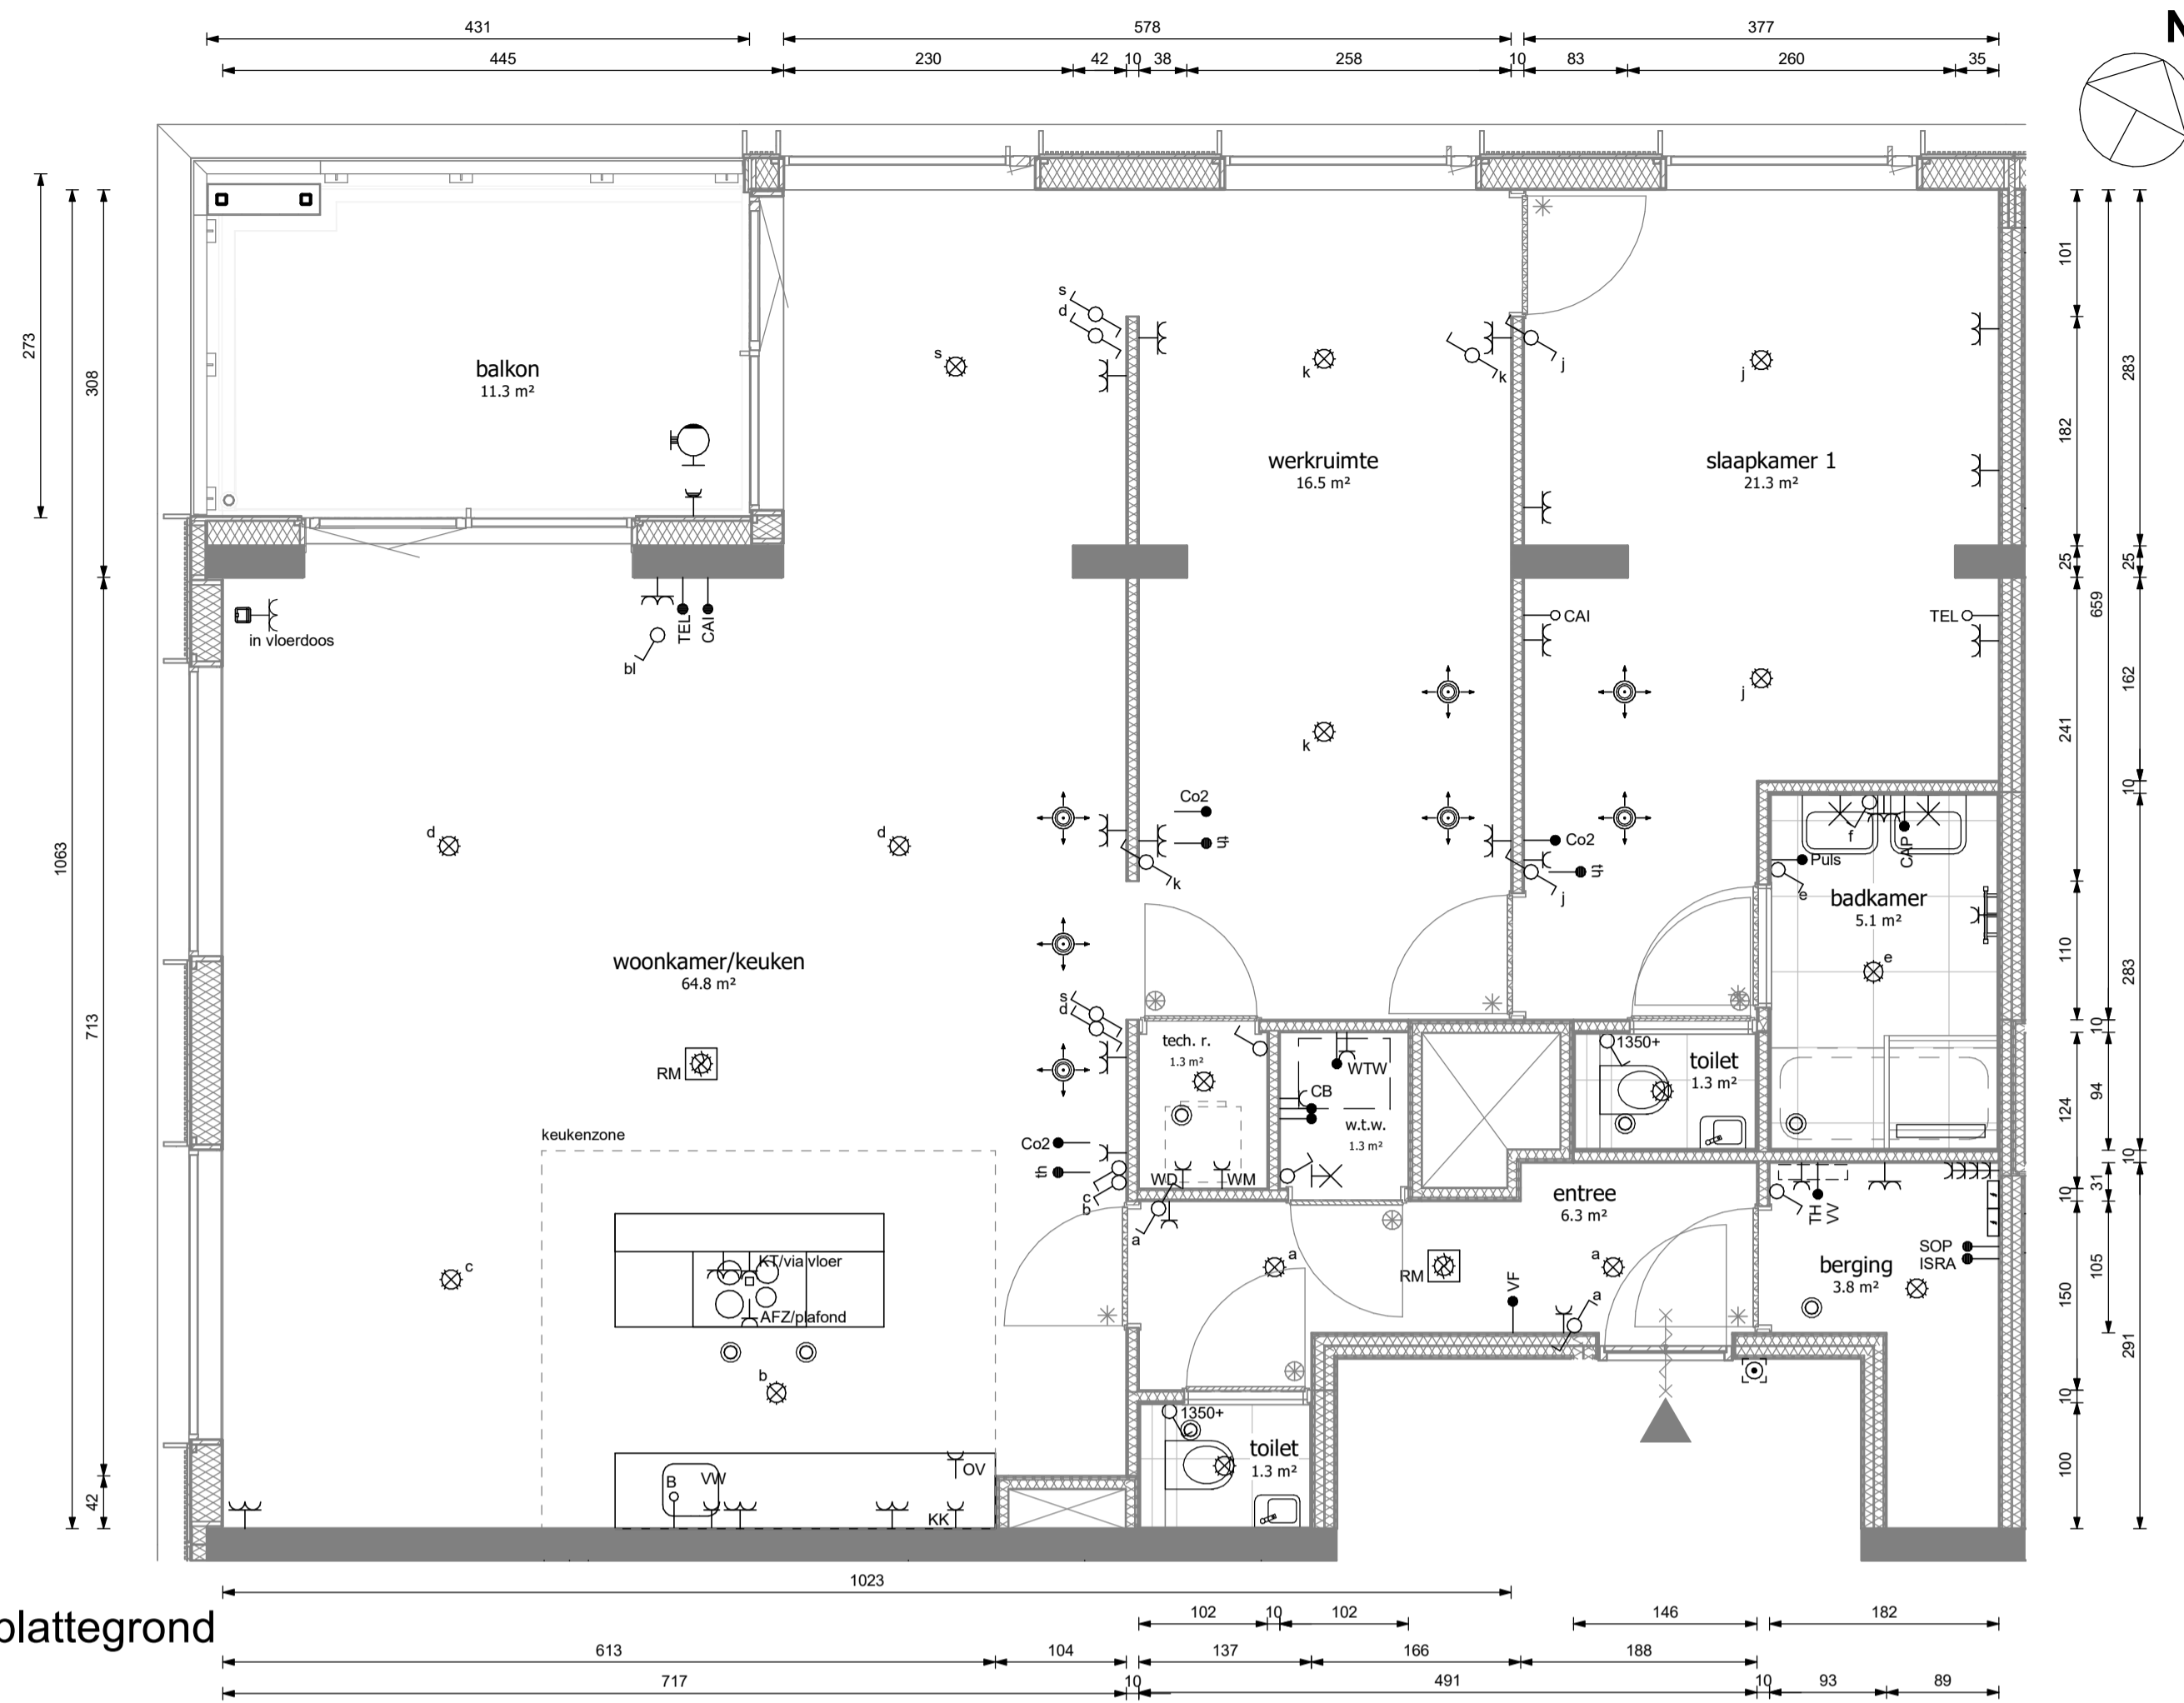 N
431
578
377
445
230
42
10
38
258
10
83
260
35
273
308
1063
713
42
balkon
11.3 m²
s
d
s
k
k
j
j
werkruimte
16.5 m²
slaapkamer 1
21.3 m²
in vloerdoos
bl
TEL
CAI
CAI
TEL
j
k
d
d
Co2
th
k
Co2
th
j
f
CAP
Puls
e
badkamer
5.1 m²
e
woonkamer/keuken
64.8 m²
s
d
RM
tech. r.
1.3 m²
WTW
CB
w.t.w.
1.3 m²
1350+
toilet
1.3 m²
keukenzone
Co2
th
c
b
WD
WM
a
entree
6.3 m²
TH
VV
SOP
ISRA
berging
3.8 m²
c
KT/via vloer
AFZ/plafond
a
RM
VF
a
a
b
1350+
toilet
1.3 m²
B
VW
OV
KK
101
182
25
241
110
124
10
150
10
100
659
10
94
31
105
283
25
162
10
283
10
291
plattegrond
1023
102
10
102
146
182
613
104
137
166
188
717
10
491
10
93
89